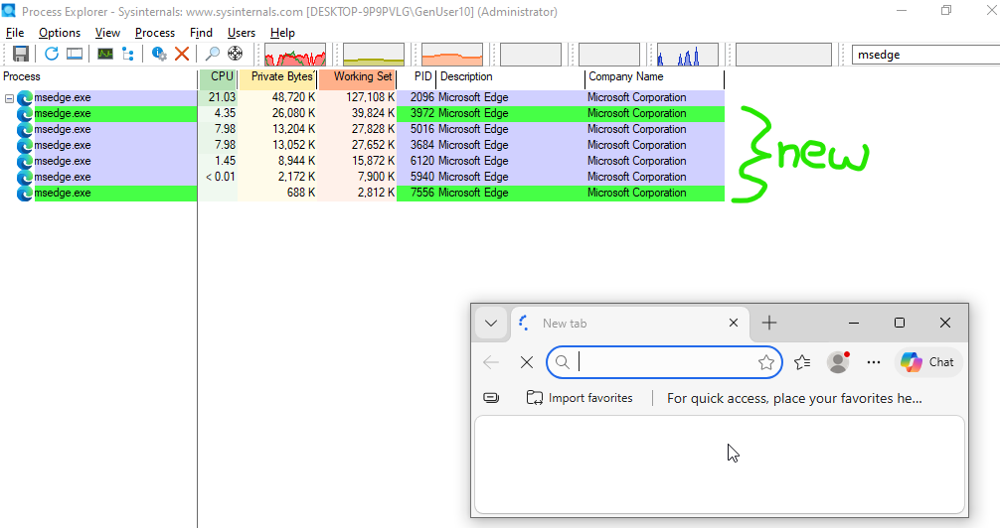 Process Explorer - Sysinternals: www.sysinternals.com [DESKTOP-9P9PVLG\GenUser10] (Administrator)
File Options View Process Find Users Help
msedge
Process CPU Private Bytes Working Set PID Description Company Name
msedge.exe 21.03 48,720 K 127,108 K 2096 Microsoft Edge Microsoft Corporation
msedge.exe 4.35 26,080 K 39,824 K 3972 Microsoft Edge Microsoft Corporation
msedge.exe 7.98 13,204 K 27,828 K 5016 Microsoft Edge Microsoft Corporation
msedge.exe 7.98 13,052 K 27,652 K 3684 Microsoft Edge Microsoft Corporation
msedge.exe 1.45 8,944 K 15,872 K 6120 Microsoft Edge Microsoft Corporation
msedge.exe < 0.01 2,172 K 7,900 K 5940 Microsoft Edge Microsoft Corporation
msedge.exe 688 K 2,812 K 7556 Microsoft Edge Microsoft Corporation
new
New tab
Chat
Import favorites For quick access, place your favorites he...